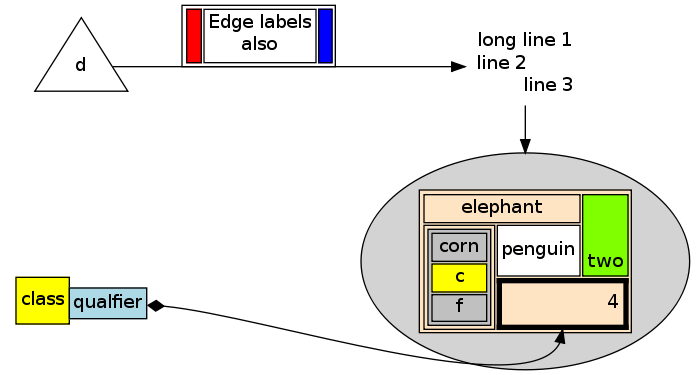 d
Edge labels
also
long line 1
line 2
line 3
elephant
two
corn
c
f
penguin
4
class
qualfier